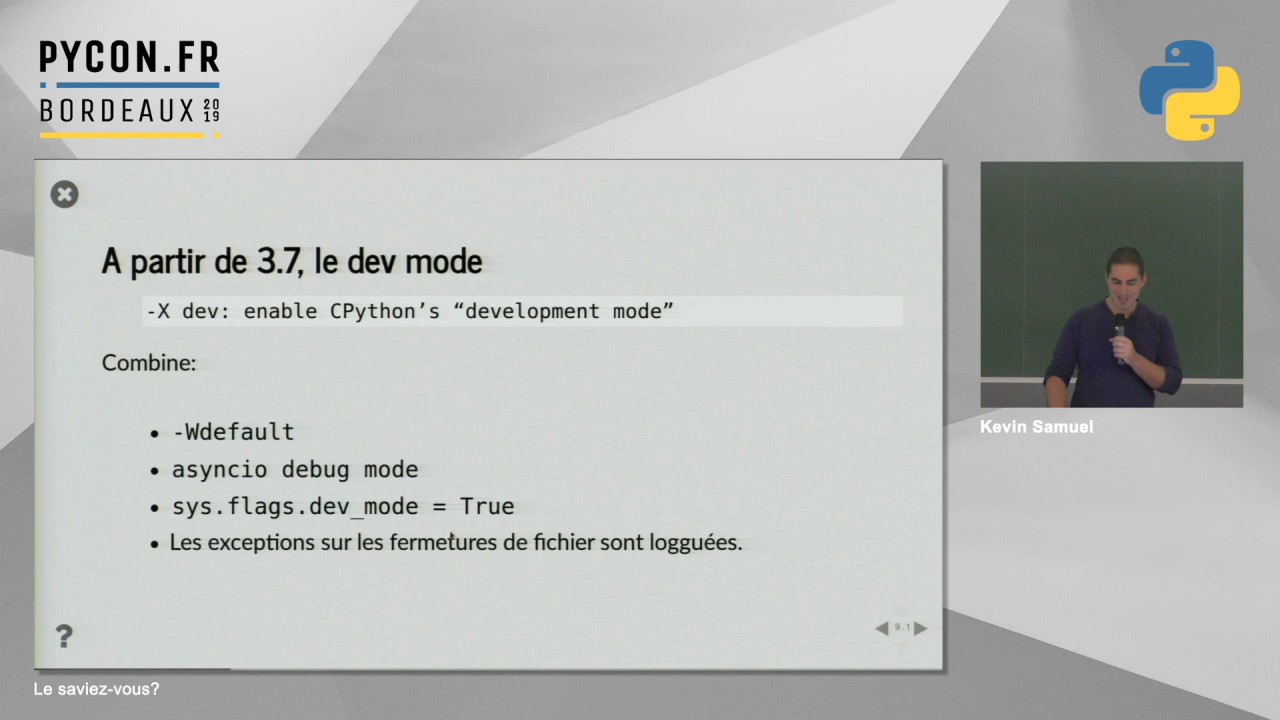 PYCON.FR
BORDEAUX 2019
A partir de 3.7, le dev mode
-X dev: enable CPython’s “development mode”
Combine:
-Wdefault
asyncio debug mode
sys.flags.dev_mode = True
Les exceptions sur les fermetures de fichier sont logguées.
?
9.1
Kevin Samuel
Le saviez-vous?